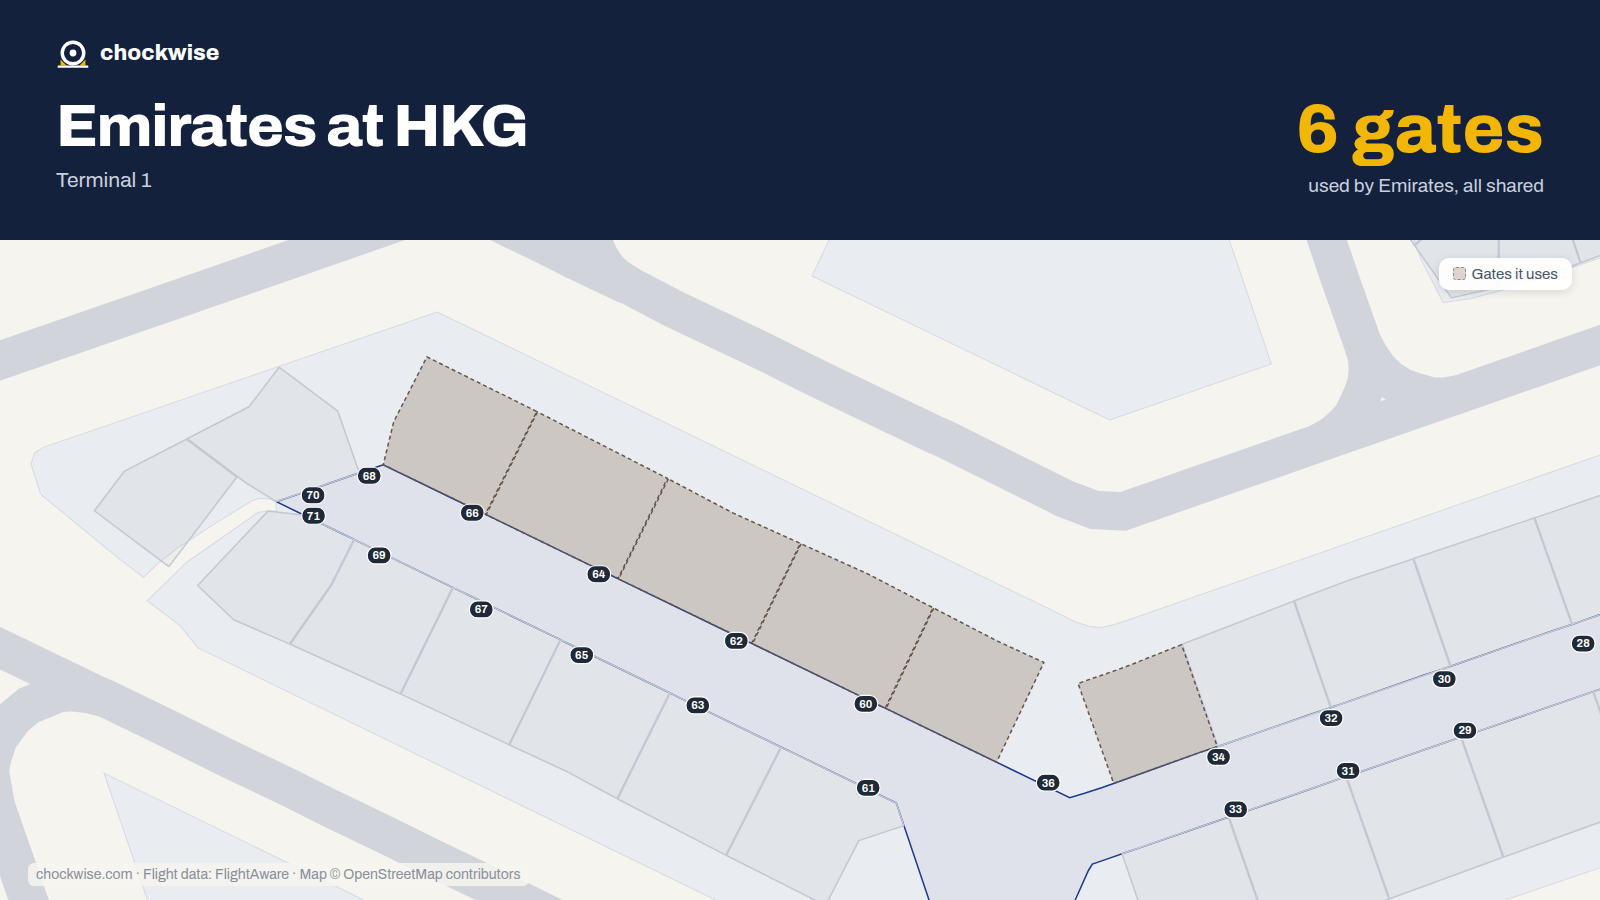 chockwise
Emirates at HKG
Terminal 1
6 gates
used by Emirates, all shared
Gates it uses
68
70
71
66
69
64
67
62
65
60
63
61
36
34
32
30
28
29
31
33
chockwise.com · Flight data: FlightAware · Map © OpenStreetMap contributors